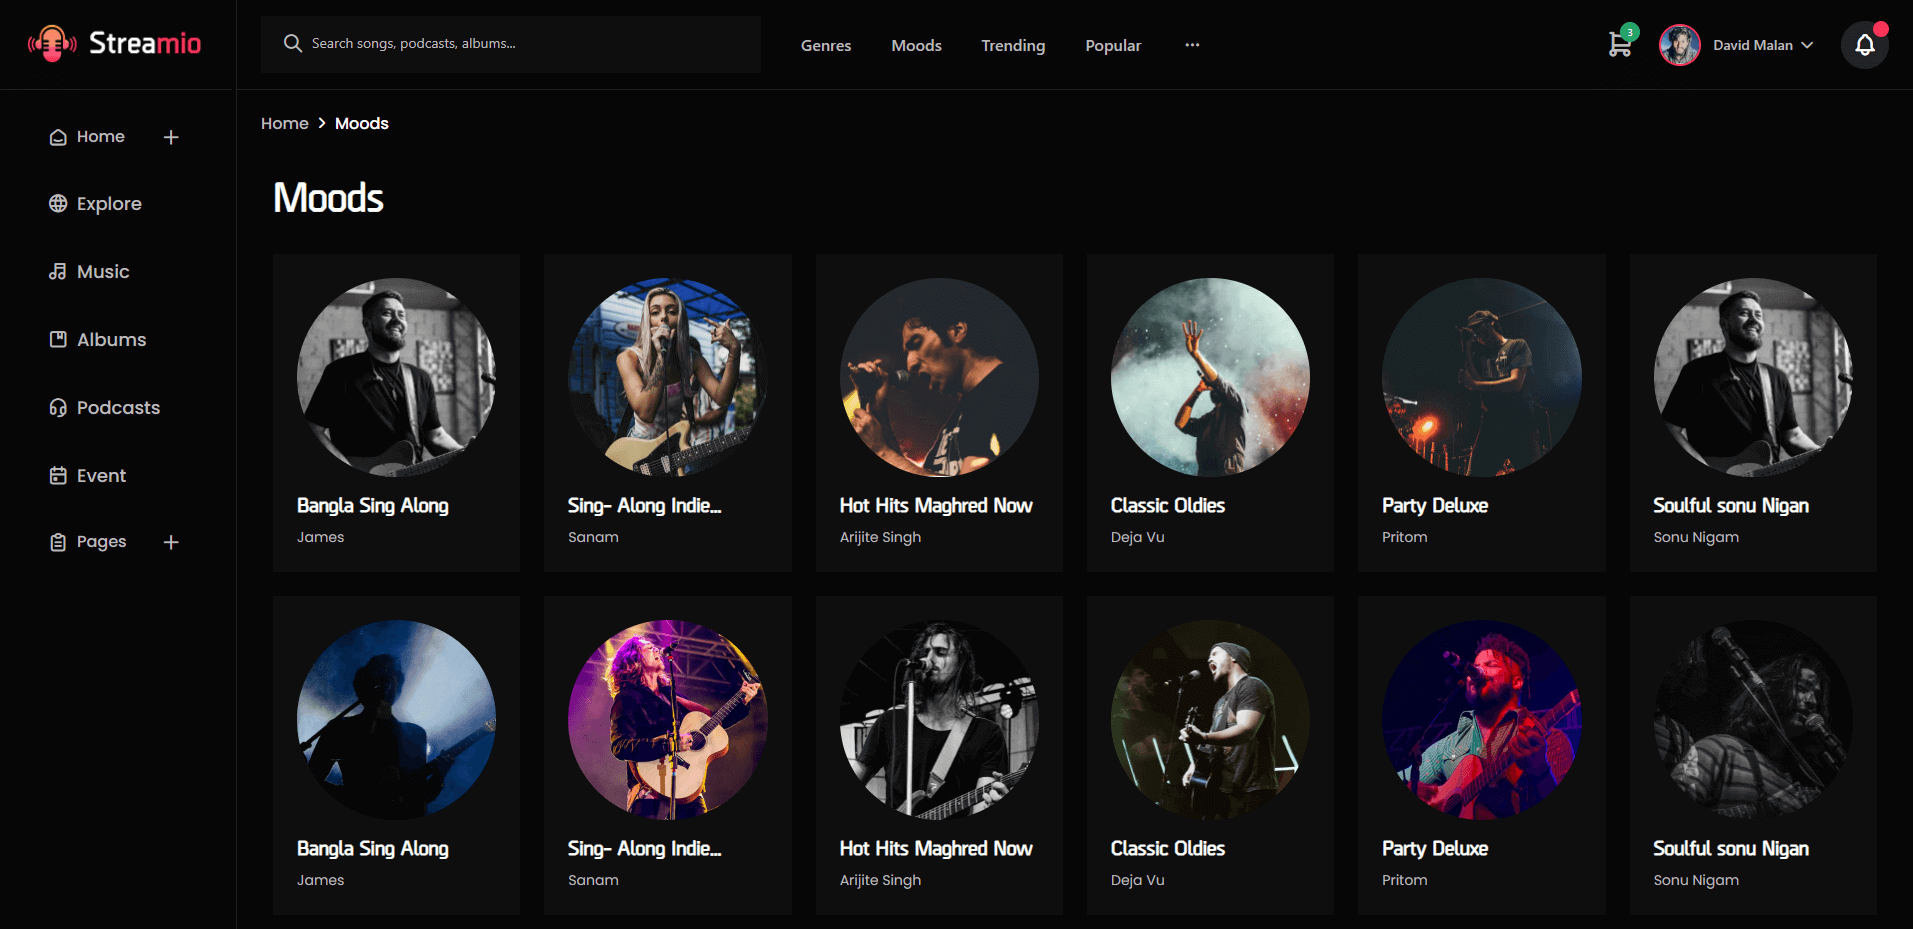 Streamio
Search songs, podcasts, albums...
Genres
Moods
Trending
Popular
...
3
David Malan
Home
Explore
Music
Albums
Podcasts
Event
Pages
Home > Moods
Moods
Bangla Sing Along
James
Sing- Along Indie...
Sanam
Hot Hits Maghred Now
Arijite Singh
Classic Oldies
Deja Vu
Party Deluxe
Pritom
Soulful sonu Nigan
Sonu Nigam
Bangla Sing Along
James
Sing- Along Indie...
Sanam
Hot Hits Maghred Now
Arijite Singh
Classic Oldies
Deja Vu
Party Deluxe
Pritom
Soulful sonu Nigan
Sonu Nigam